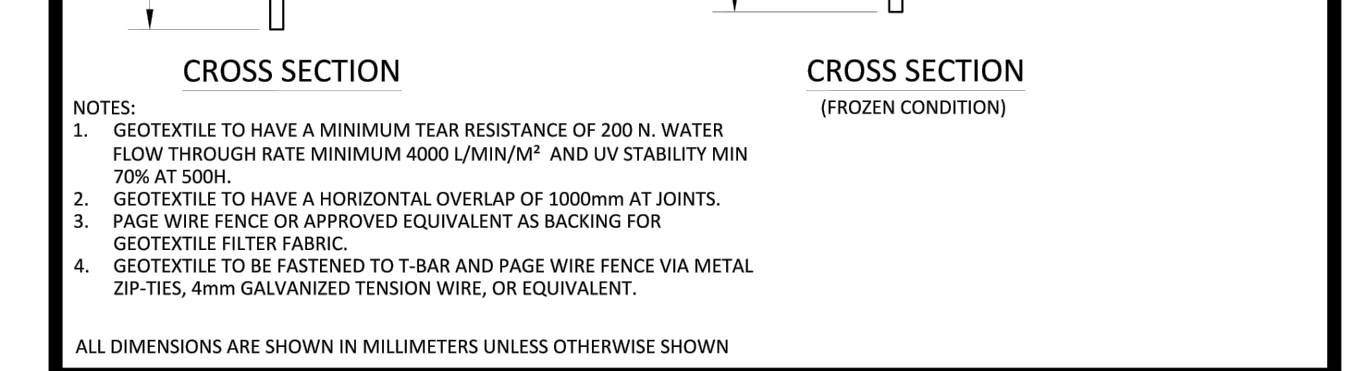 CROSS SECTION
CROSS SECTION
(FROZEN CONDITION)
NOTES:
1. GEOTEXTILE TO HAVE A MINIMUM TEAR RESISTANCE OF 200 N. WATER
FLOW THROUGH RATE MINIMUM 4000 L/MIN/M² AND UV STABILITY MIN
70% AT 500H.
2. GEOTEXTILE TO HAVE A HORIZONTAL OVERLAP OF 1000mm AT JOINTS.
3. PAGE WIRE FENCE OR APPROVED EQUIVALENT AS BACKING FOR
GEOTEXTILE FILTER FABRIC.
4. GEOTEXTILE TO BE FASTENED TO T-BAR AND PAGE WIRE FENCE VIA METAL
ZIP-TIES, 4mm GALVANIZED TENSION WIRE, OR EQUIVALENT.
ALL DIMENSIONS ARE SHOWN IN MILLIMETERS UNLESS OTHERWISE SHOWN